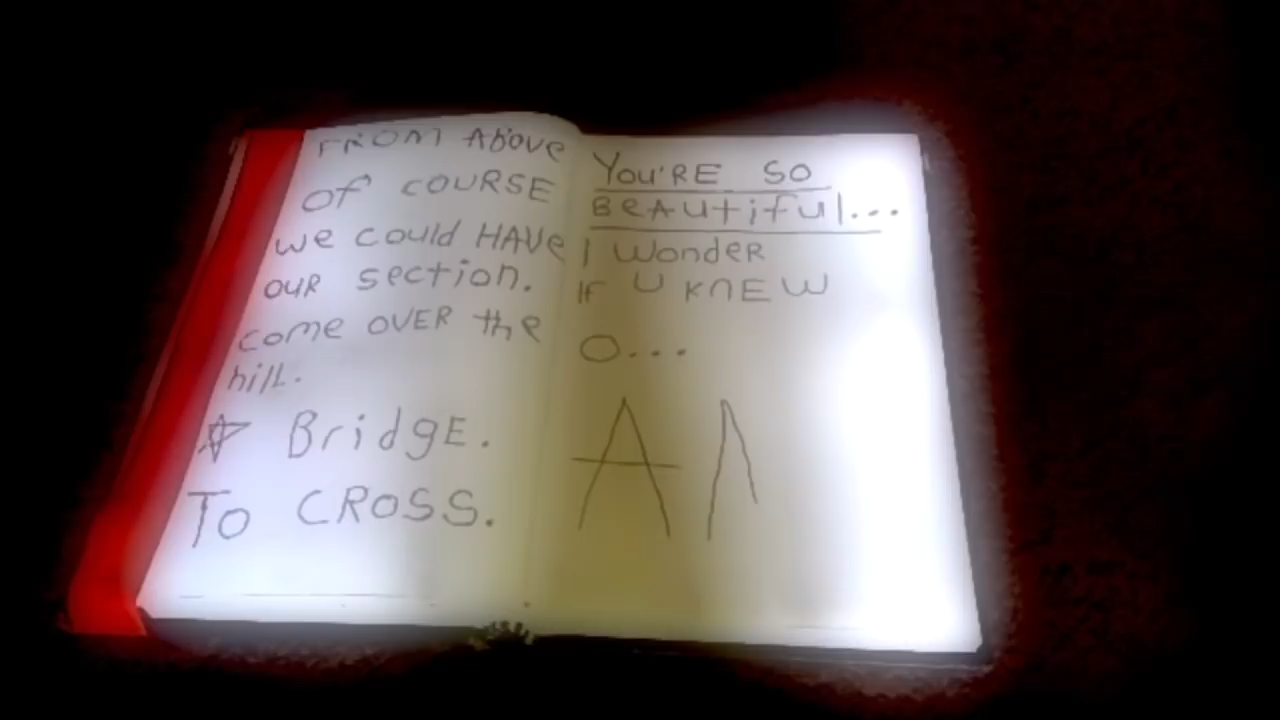 FROM Above
of COURSE
we could HAVe
OUR section.
come OVER the
hill.
☆ BridgE.
To CROSS.
YOU'RE SO
BeAutiful...
I WondeR
IF U KnEW
O...
A